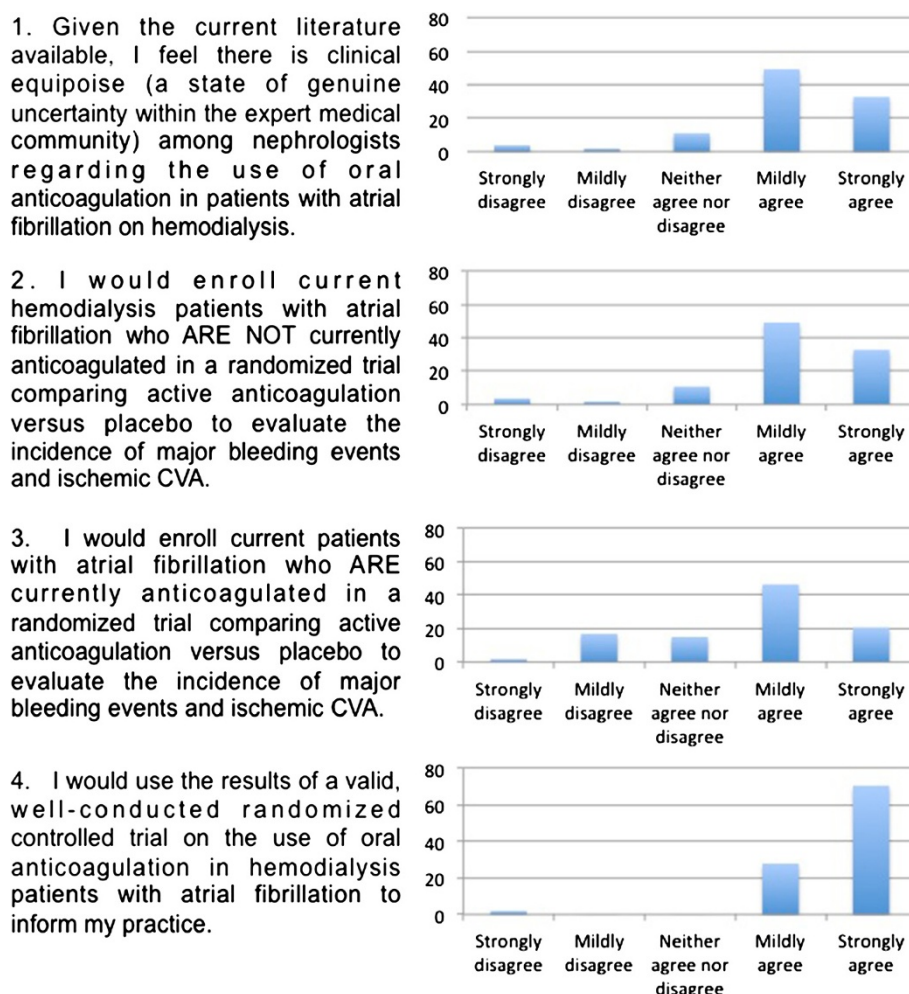 1. Given the current literature
available, I feel there is clinical
equipoise (a state of genuine
uncertainty within the expert medical
community) among nephrologists
regarding the use of oral
anticoagulation in patients with atrial
fibrillation on hemodialysis.
80
60
40
20
0
Strongly disagree
Mildly disagree
Neither agree nor disagree
Mildly agree
Strongly agree
2. I would enroll current
hemodialysis patients with atrial
fibrillation who ARE NOT currently
anticoagulated in a randomized trial
comparing active anticoagulation
versus placebo to evaluate the
incidence of major bleeding events
and ischemic CVA.
80
60
40
20
0
Strongly disagree
Mildly disagree
Neither agree nor disagree
Mildly agree
Strongly agree
3. I would enroll current patients
with atrial fibrillation who ARE
currently anticoagulated in a
randomized trial comparing active
anticoagulation versus placebo to
evaluate the incidence of major
bleeding events and ischemic CVA.
80
60
40
20
0
Strongly disagree
Mildly disagree
Neither agree nor disagree
Mildly agree
Strongly agree
4. I would use the results of a valid,
well-conducted randomized
controlled trial on the use of oral
anticoagulation in hemodialysis
patients with atrial fibrillation to
inform my practice.
80
60
40
20
0
Strongly disagree
Mildly disagree
Neither agree nor disagree
Mildly agree
Strongly agree